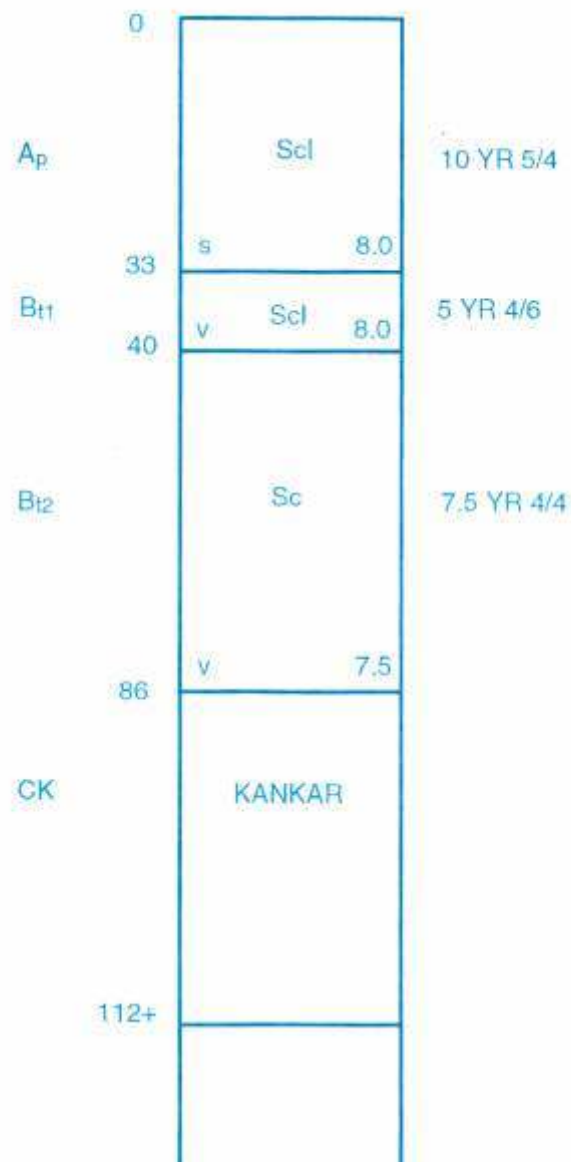 0
Ap Scl 10 YR 5/4
s 8.0
33
Bt1 Scl 5 YR 4/6
v 8.0
40
Bt2 Sc 7.5 YR 4/4
v 7.5
86
CK KANKAR
112+